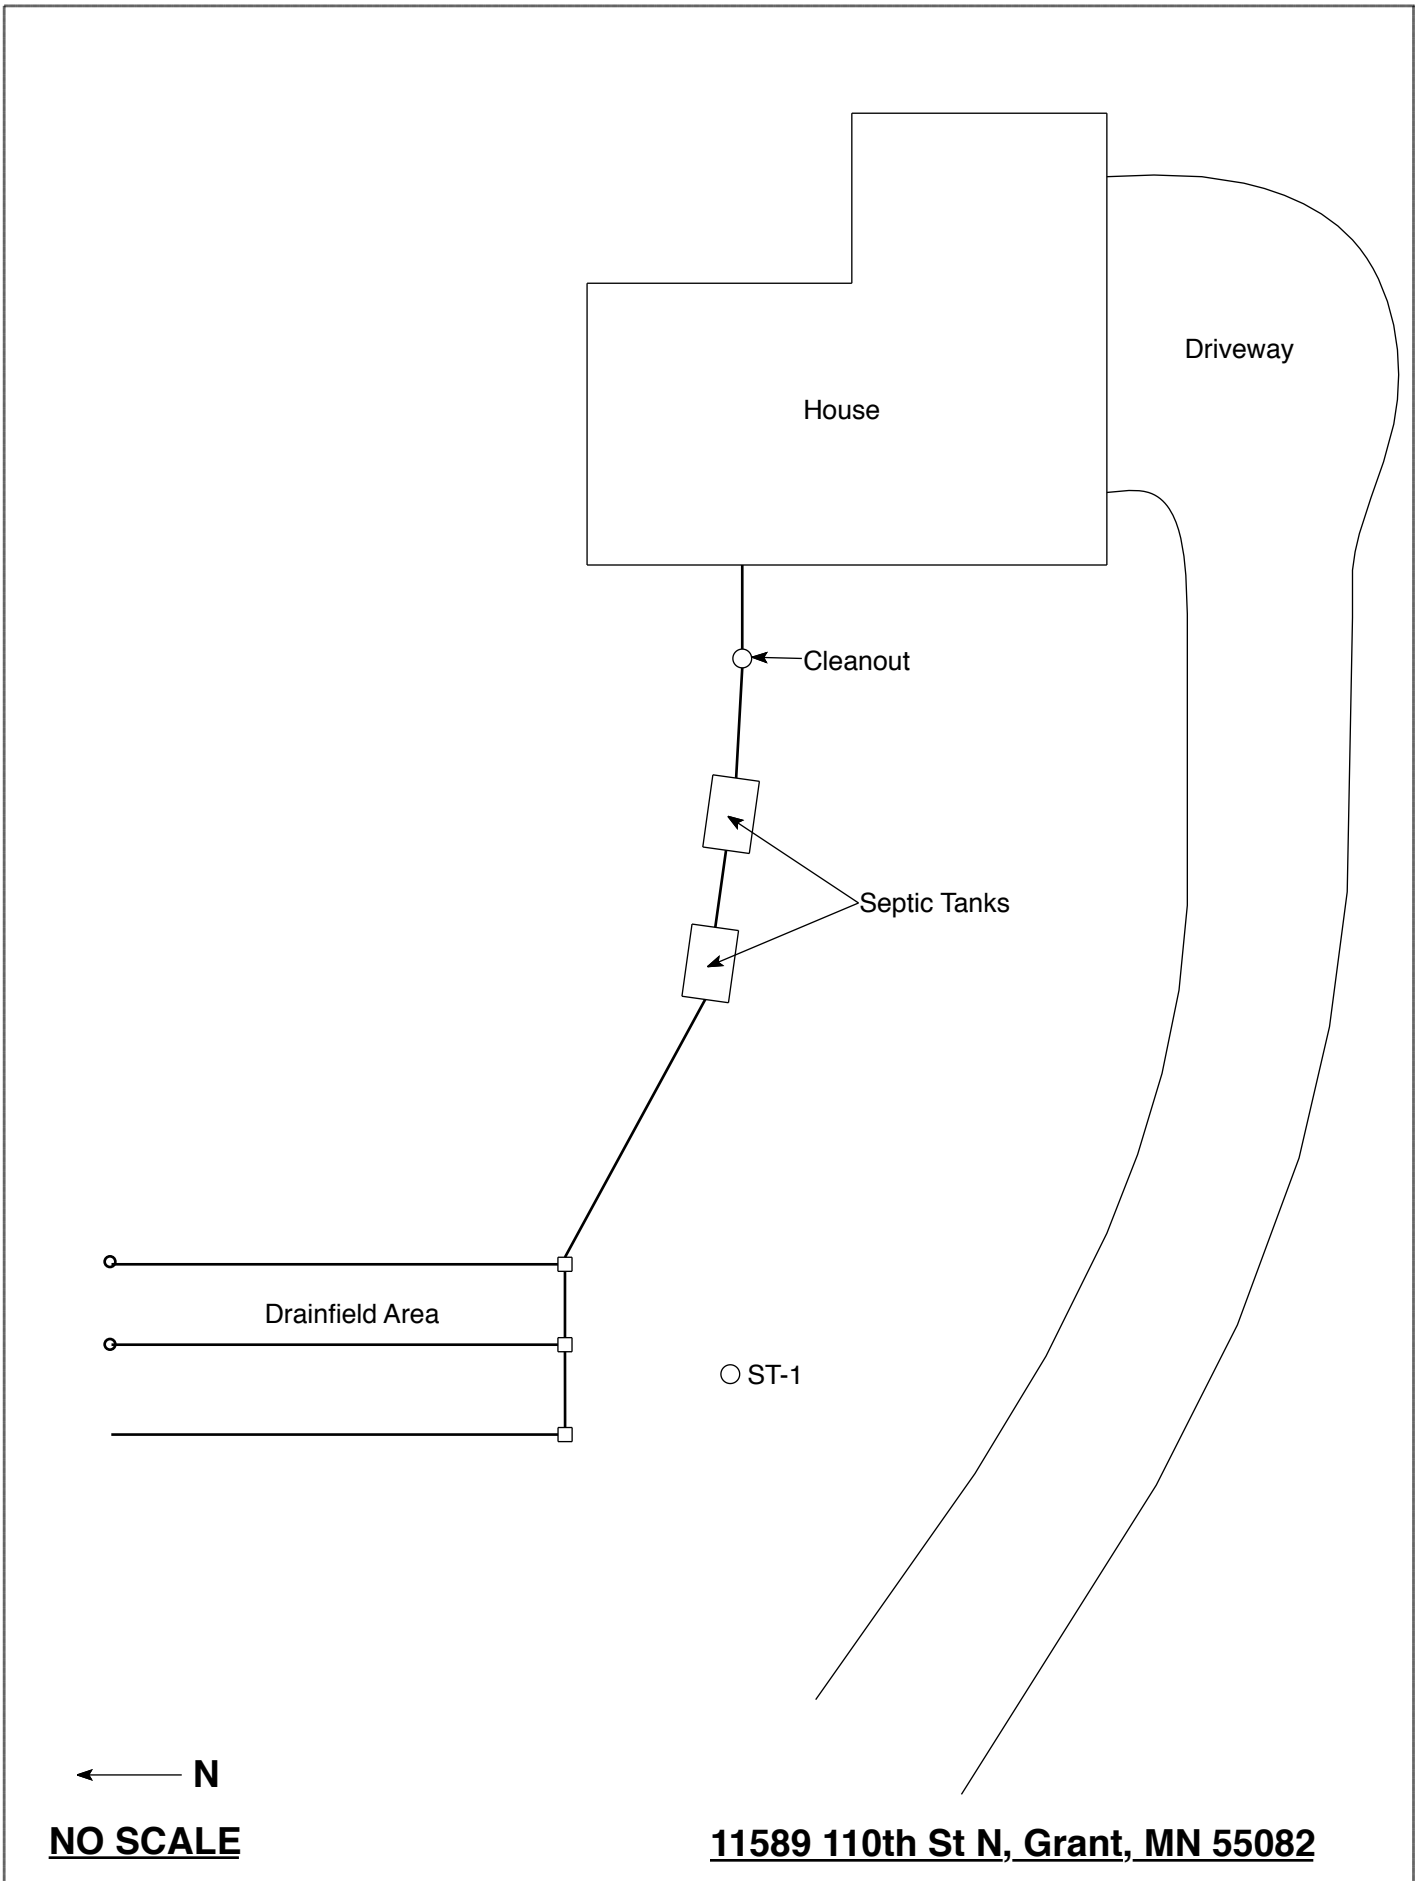 Driveway
House
Cleanout
Septic Tanks
Drainfield Area
ST-1
N
NO SCALE
11589 110th St N, Grant, MN 55082